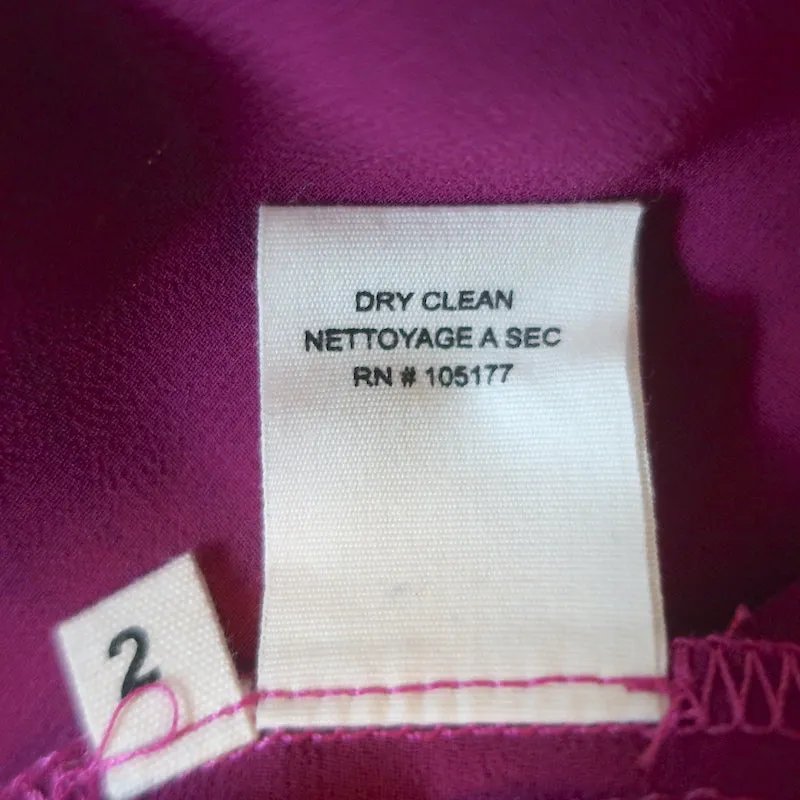 DRY CLEAN
NETTOYAGE A SEC
RN # 105177
2